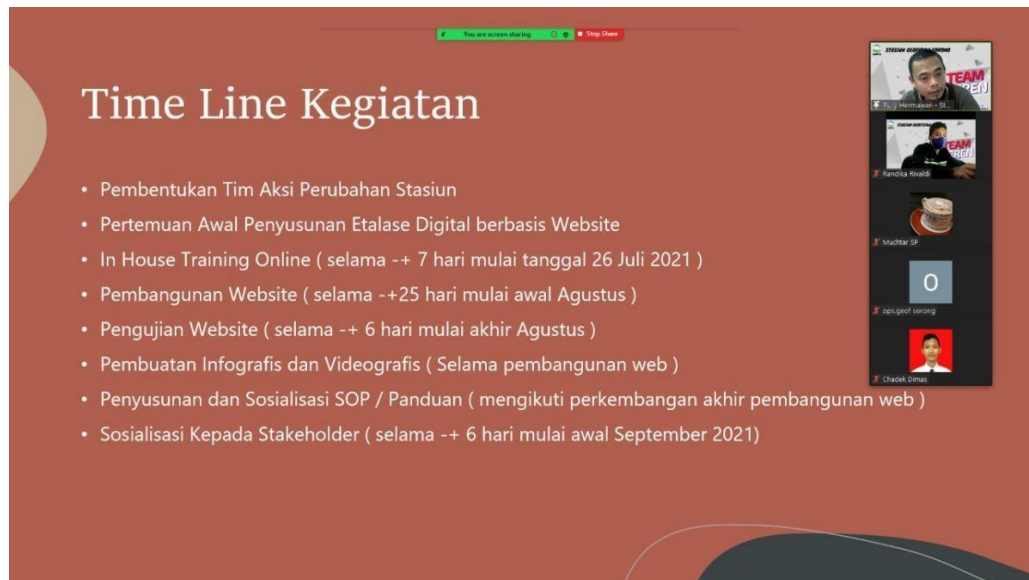 You are screen sharing
Stop Share
Time Line Kegiatan
• Pembentukan Tim Aksi Perubahan Stasiun
• Pertemuan Awal Penyusunan Etalase Digital berbasis Website
• In House Training Online ( selama -+ 7 hari mulai tanggal 26 Juli 2021 )
• Pembangunan Website ( selama -+25 hari mulai awal Agustus )
• Pengujian Website ( selama -+ 6 hari mulai akhir Agustus )
• Pembuatan Infografis dan Videografis ( Selama pembangunan web )
• Penyusunan dan Sosialisasi SOP / Panduan ( mengikuti perkembangan akhir pembangunan web )
• Sosialisasi Kepada Stakeholder ( selama -+ 6 hari mulai awal September 2021)
TEAM
Hermawan - St...
TEAM
Randika Rivaldi
Muchtar SP
O
ops.geof sorong
Chadek Dimas